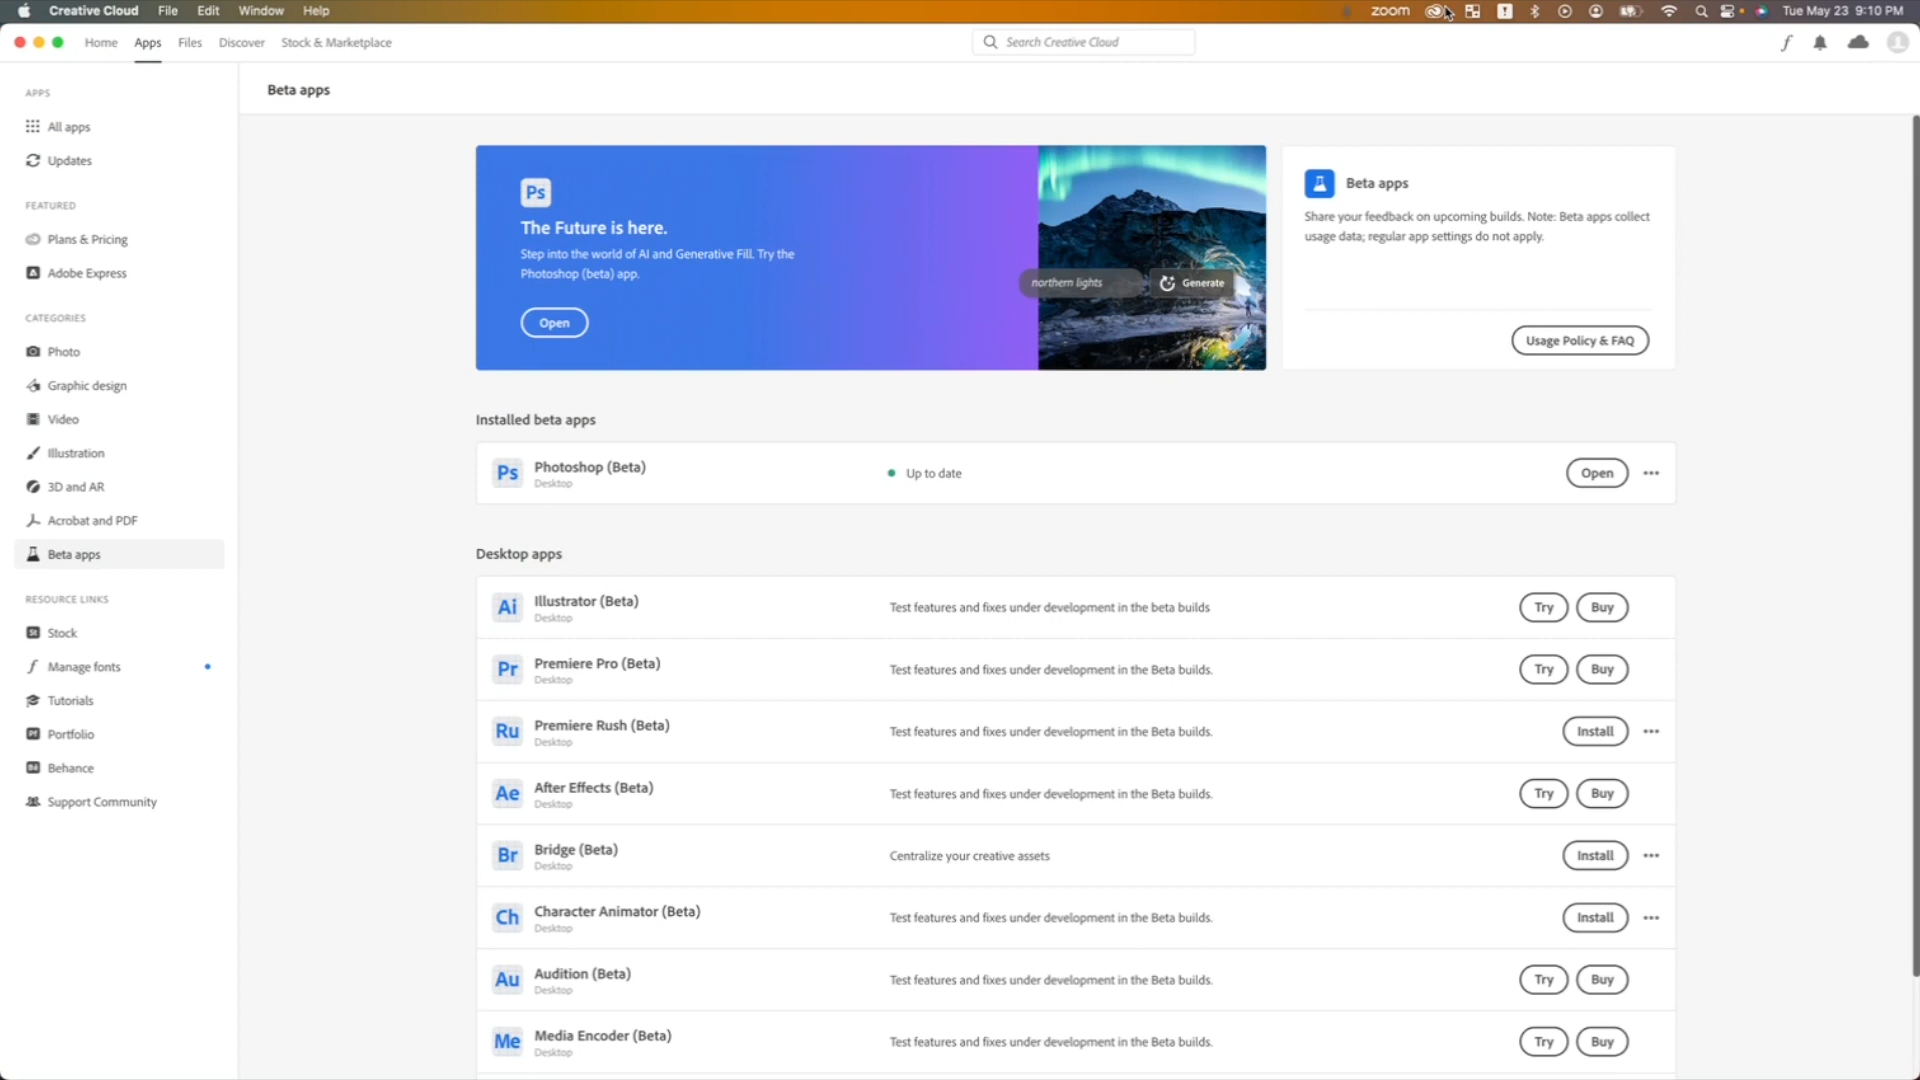 Creative Cloud File Edit Window Help
zoom
Tue May 23 9:10 PM
Home Apps Files Discover Stock & Marketplace
Search Creative Cloud
APPS
All apps
Updates
FEATURED
Plans & Pricing
Adobe Express
CATEGORIES
Photo
Graphic design
Video
Illustration
3D and AR
Acrobat and PDF
Beta apps
RESOURCE LINKS
St Stock
Manage fonts
Tutorials
Pf Portfolio
Bē Behance
Support Community
Beta apps
Ps
The Future is here.
Step into the world of AI and Generative Fill. Try the
Photoshop (beta) app.
Open
northern lights Generate
Beta apps
Share your feedback on upcoming builds. Note: Beta apps collect
usage data; regular app settings do not apply.
Usage Policy & FAQ
Installed beta apps
Ps Photoshop (Beta) Up to date Open
Desktop
Desktop apps
Ai Illustrator (Beta) Test features and fixes under development in the beta builds Try Buy
Desktop
Pr Premiere Pro (Beta) Test features and fixes under development in the Beta builds. Try Buy
Desktop
Ru Premiere Rush (Beta) Test features and fixes under development in the Beta builds. Install
Desktop
Ae After Effects (Beta) Test features and fixes under development in the Beta builds. Try Buy
Desktop
Br Bridge (Beta) Centralize your creative assets Install
Desktop
Ch Character Animator (Beta) Test features and fixes under development in the Beta builds. Install
Desktop
Au Audition (Beta) Test features and fixes under development in the Beta builds. Try Buy
Desktop
Me Media Encoder (Beta) Test features and fixes under development in the Beta builds. Try Buy
Desktop